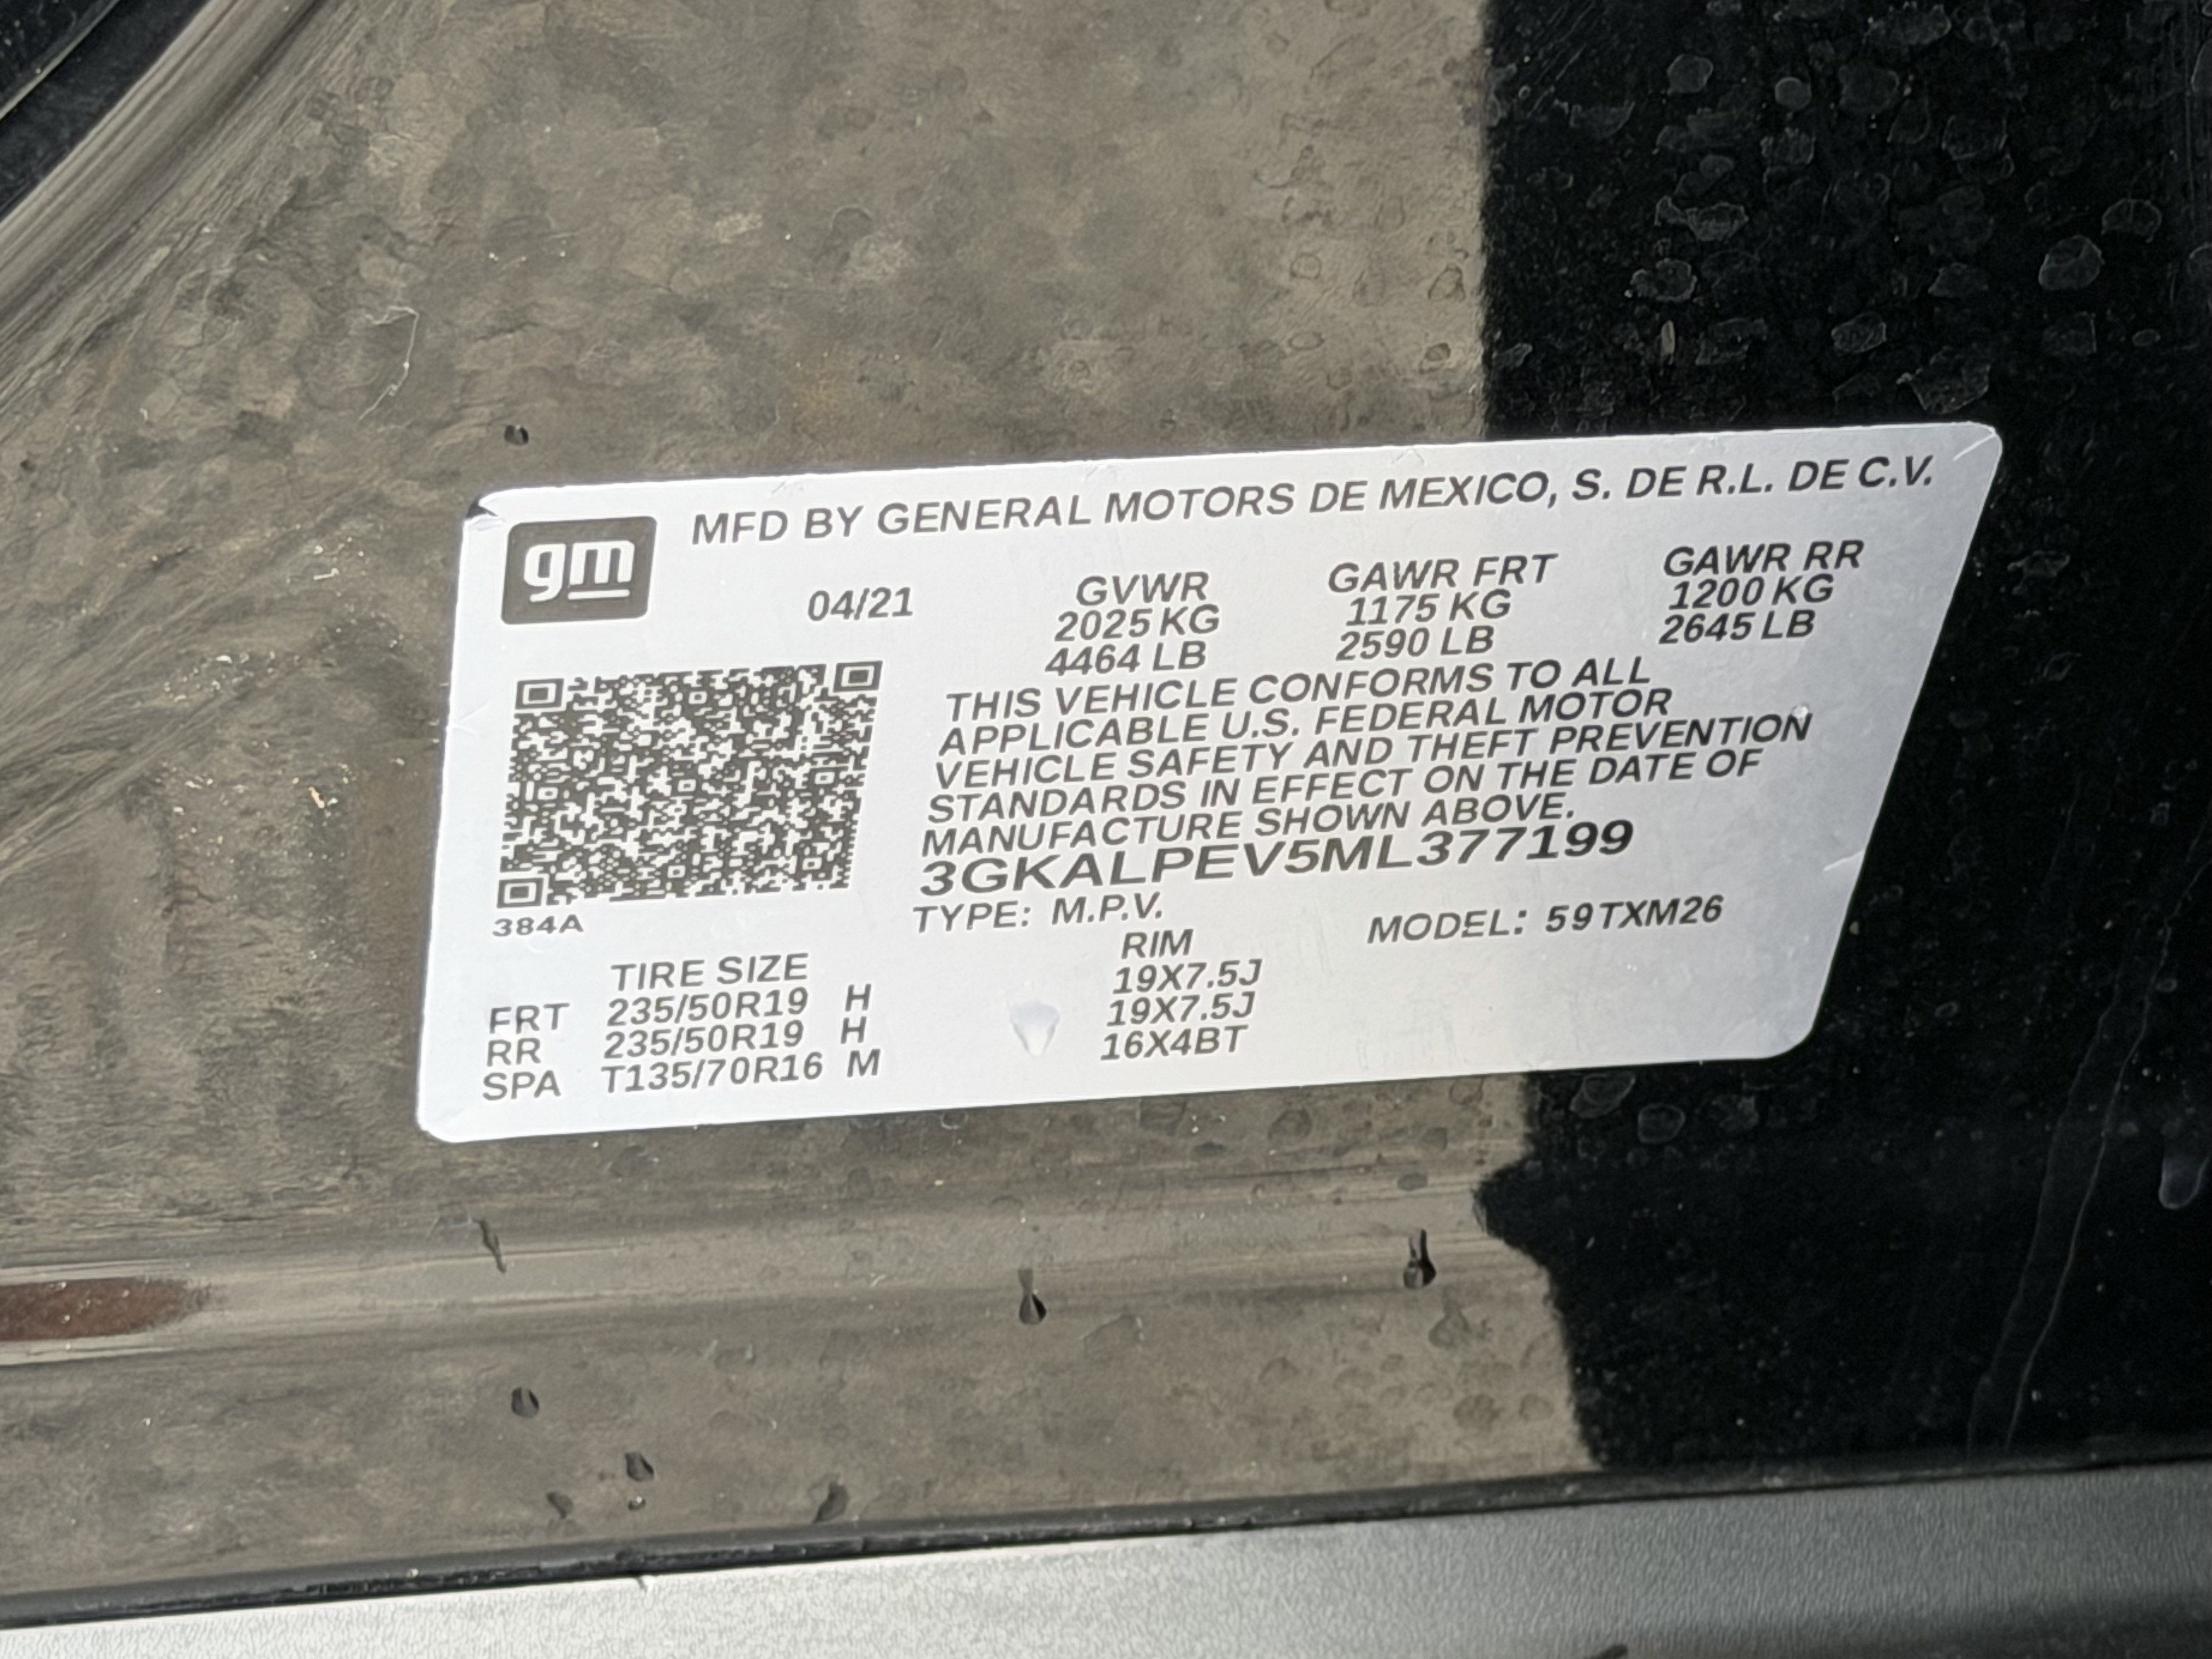 gm
MFD BY GENERAL MOTORS DE MEXICO, S. DE R.L. DE C.V.
04/21
GVWR GAWR FRT GAWR RR
2025 KG 1175 KG 1200 KG
4464 LB 2590 LB 2645 LB
THIS VEHICLE CONFORMS TO ALL
APPLICABLE U.S. FEDERAL MOTOR
VEHICLE SAFETY AND THEFT PREVENTION
STANDARDS IN EFFECT ON THE DATE OF
MANUFACTURE SHOWN ABOVE.
3GKALPEV5ML377199
384A
TYPE: M.P.V. MODEL: 59TXM26
TIRE SIZE RIM
FRT 235/50R19 H 19X7.5J
RR 235/50R19 H 19X7.5J
SPA T135/70R16 M 16X4BT